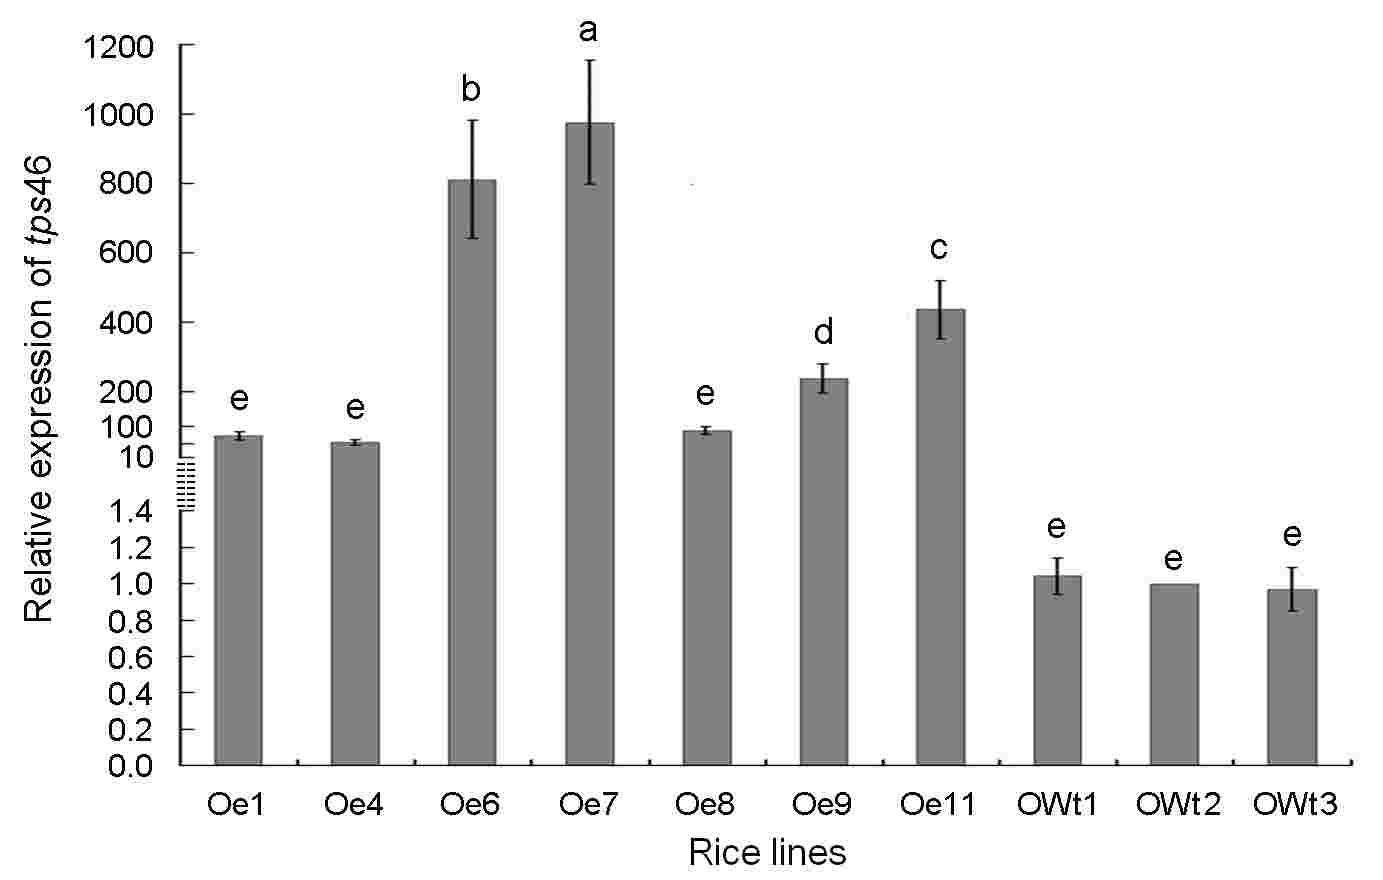 Relative expression of tps46
1200
1000
800
600
400
200
100
10
1.4
1.2
1.0
0.8
0.6
0.4
0.2
0.0
e
e
b
a
e
d
c
e
e
e
Oe1 Oe4 Oe6 Oe7 Oe8 Oe9 Oe11 OWt1 OWt2 OWt3
Rice lines